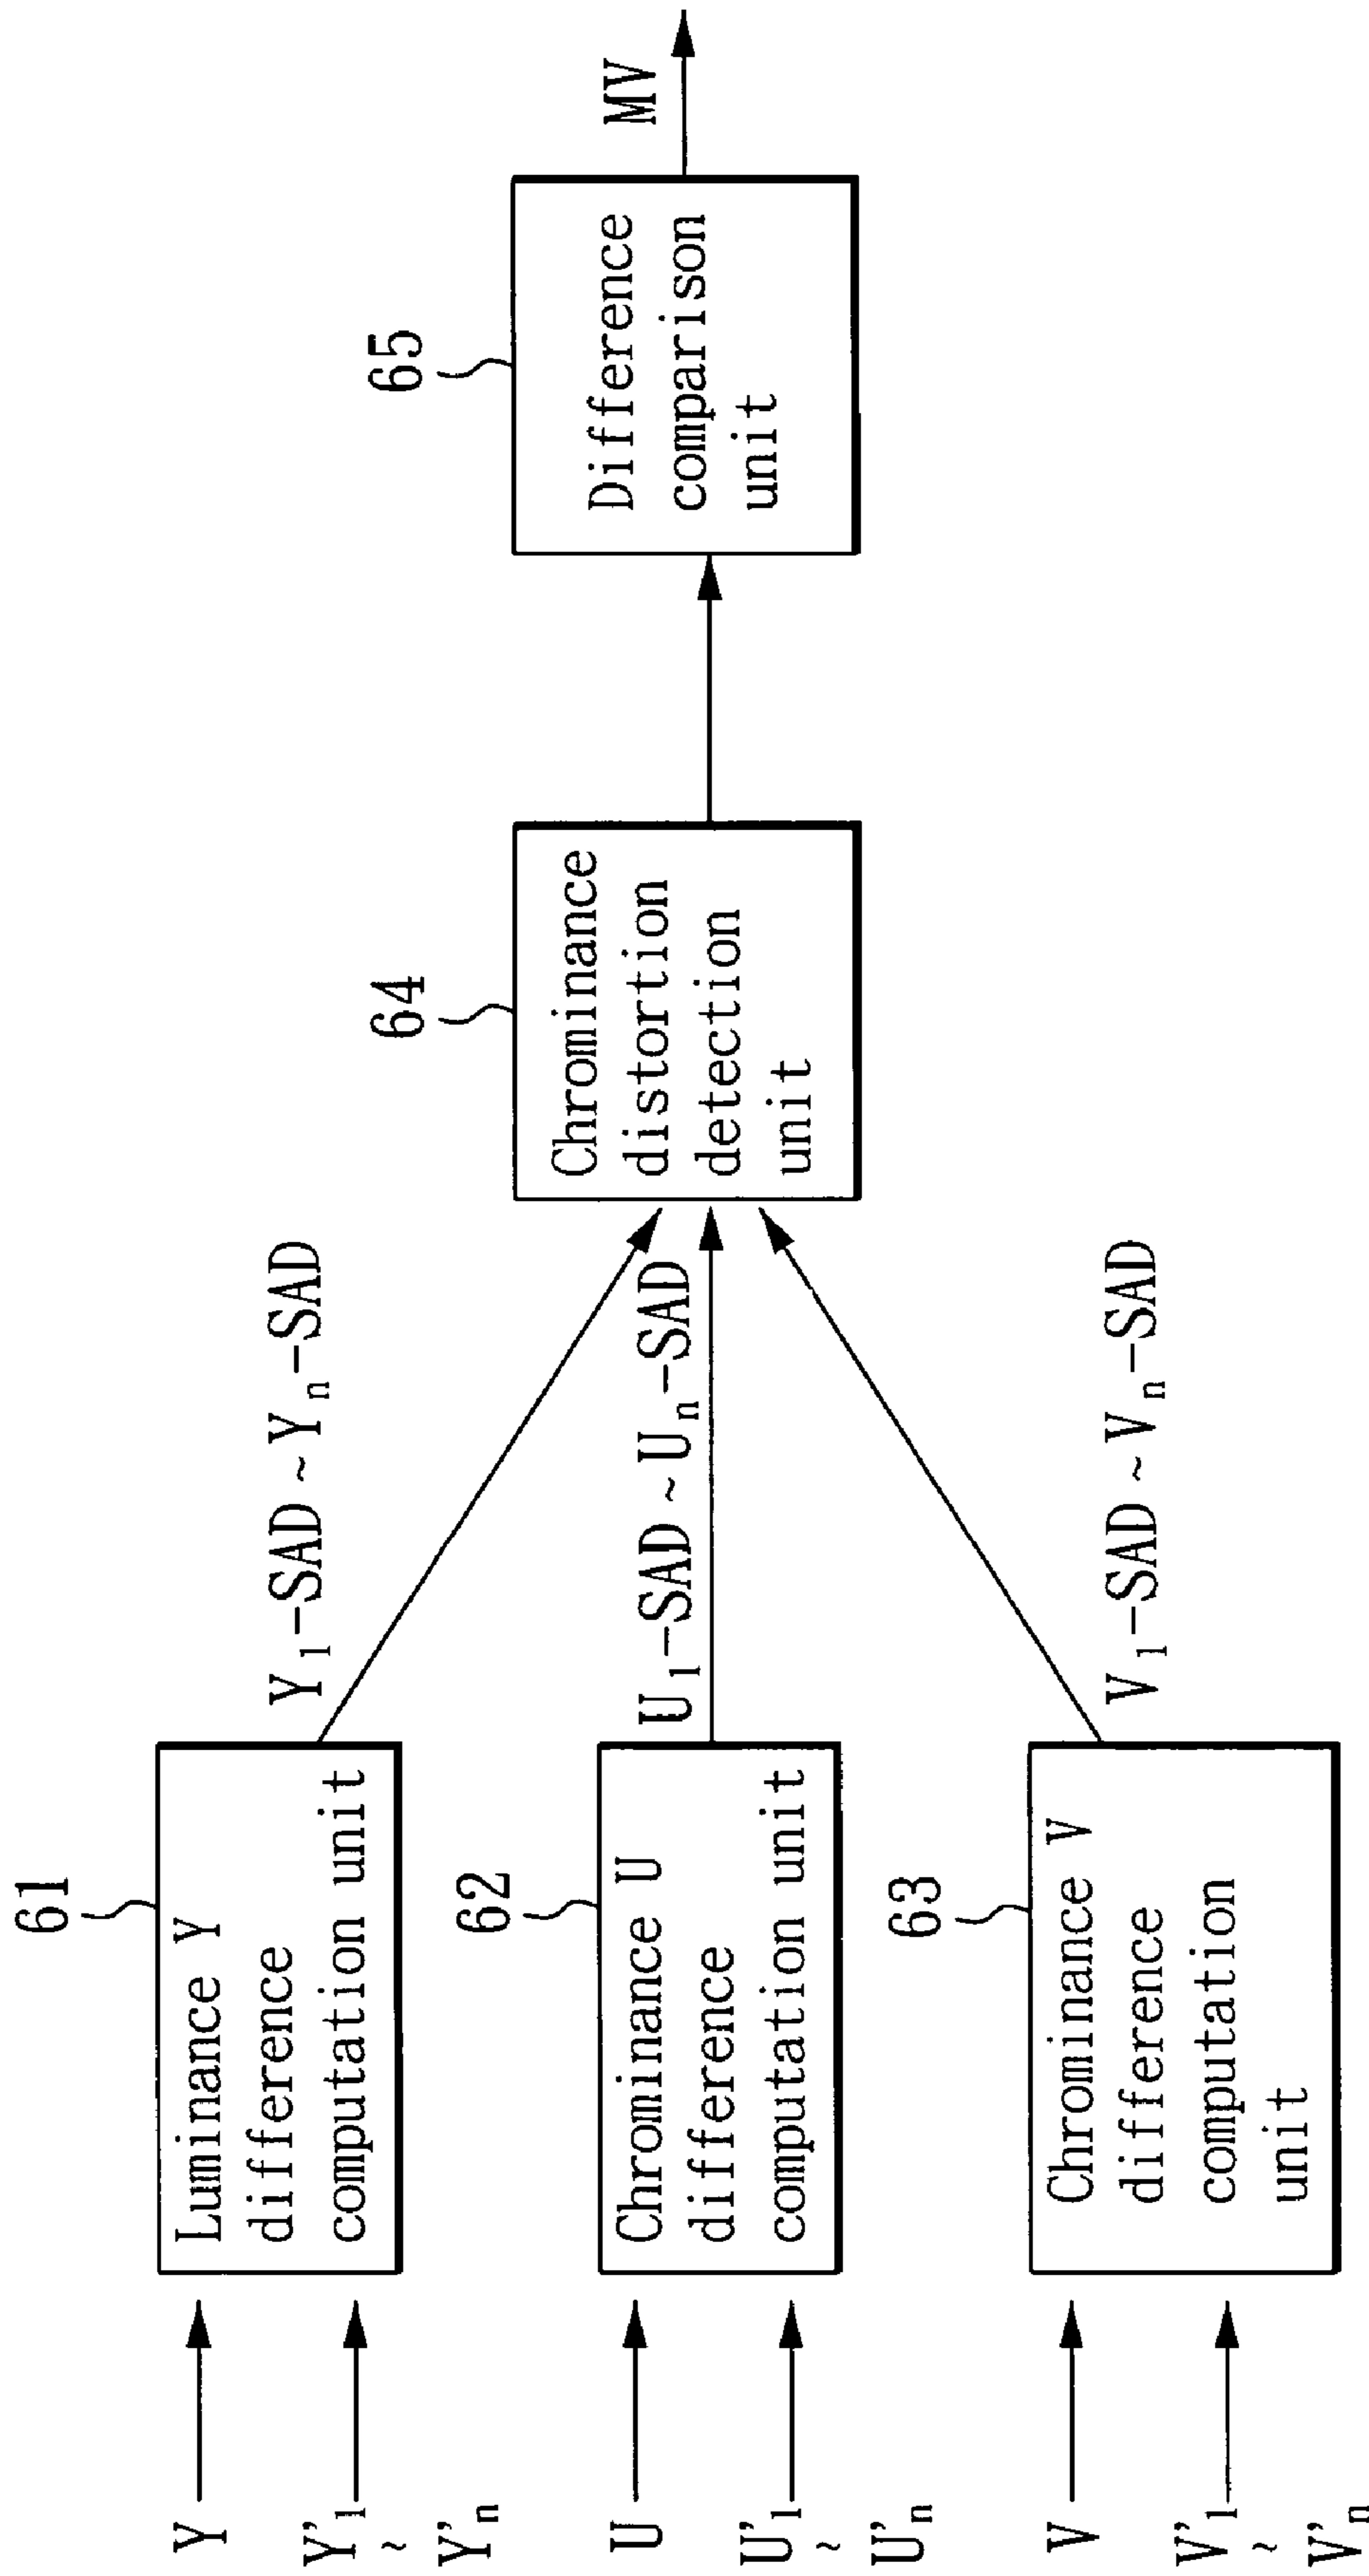 61
Y
Y'1
~
Y'n
Luminance Y
difference
computation unit
Y1-SAD ~ Yn-SAD
62
U
U'1
~
U'n
Chrominance U
difference
computation unit
U1-SAD ~ Un-SAD
63
V
V'1
~
V'n
Chrominance V
difference
computation
unit
V1-SAD ~ Vn-SAD
64
Chrominance
distortion
detection
unit
65
Difference
comparison
unit
MV